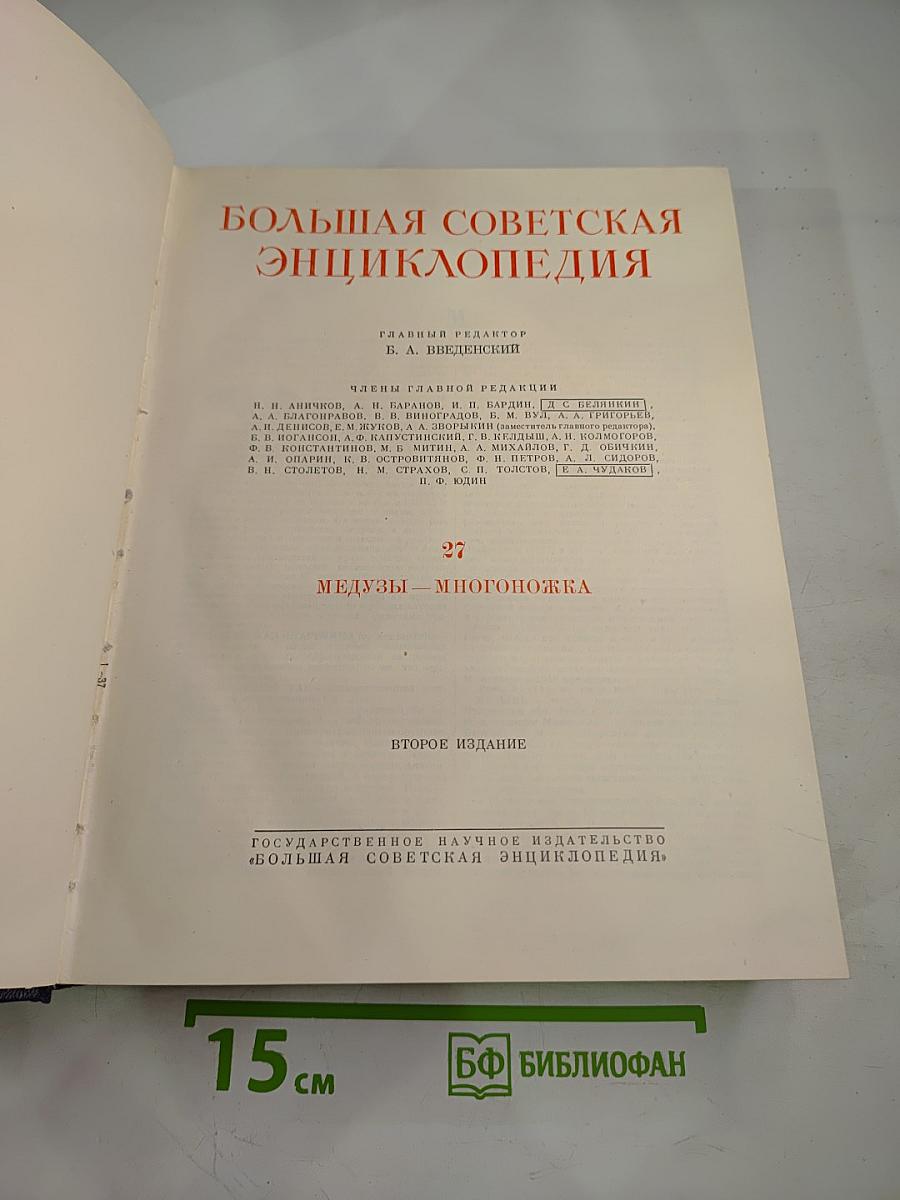 БОЛЬШАЯ СОВЕТСКАЯ
ЭНЦИКЛОПЕДИЯ
ГЛАВНЫЙ РЕДАКТОР
Б. А. ВВЕДЕНСКИЙ
ЧЛЕНЫ ГЛАВНОЙ РЕДАКЦИИ
Н. Н. АНИЧКОВ, А. Н. БАРАНОВ, И. П. БАРДИН, Д С БЕЛЯНКИН ,
А. А. БЛАГОНРАВОВ, В. В. ВИНОГРАДОВ, Б. М. ВУЛ, А. А. ГРИГОРЬЕВ,
А. И. ДЕНИСОВ, Е. М. ЖУКОВ, А. А. ЗВОРЫКИН (заместитель главного редактора),
Б. В. ИОГАНСОН, А. Ф. КАПУСТИНСКИЙ, Г. В. КЕЛДЫШ, А. Н. КОЛМОГОРОВ,
Ф. В. КОНСТАНТИНОВ, М. Б МИТИН, А. А. МИХАЙЛОВ, Г. Д. ОБИЧКИН,
А. И. ОПАРИН, К. В. ОСТРОВИТЯНОВ, Ф. Н. ПЕТРОВ, А. Л. СИДОРОВ,
В. Н. СТОЛЕТОВ, Н. М. СТРАХОВ, С. П. ТОЛСТОВ, Е А. ЧУДАКОВ ,
П. Ф. ЮДИН
27
МЕДУЗЫ — МНОГОНОЖКА
1-37
ВТОРОЕ ИЗДАНИЕ
ГОСУДАРСТВЕННОЕ НАУЧНОЕ ИЗДАТЕЛЬСТВО
«БОЛЬШАЯ СОВЕТСКАЯ ЭНЦИКЛОПЕДИЯ»
15 см
БФ БИБЛИОФАН